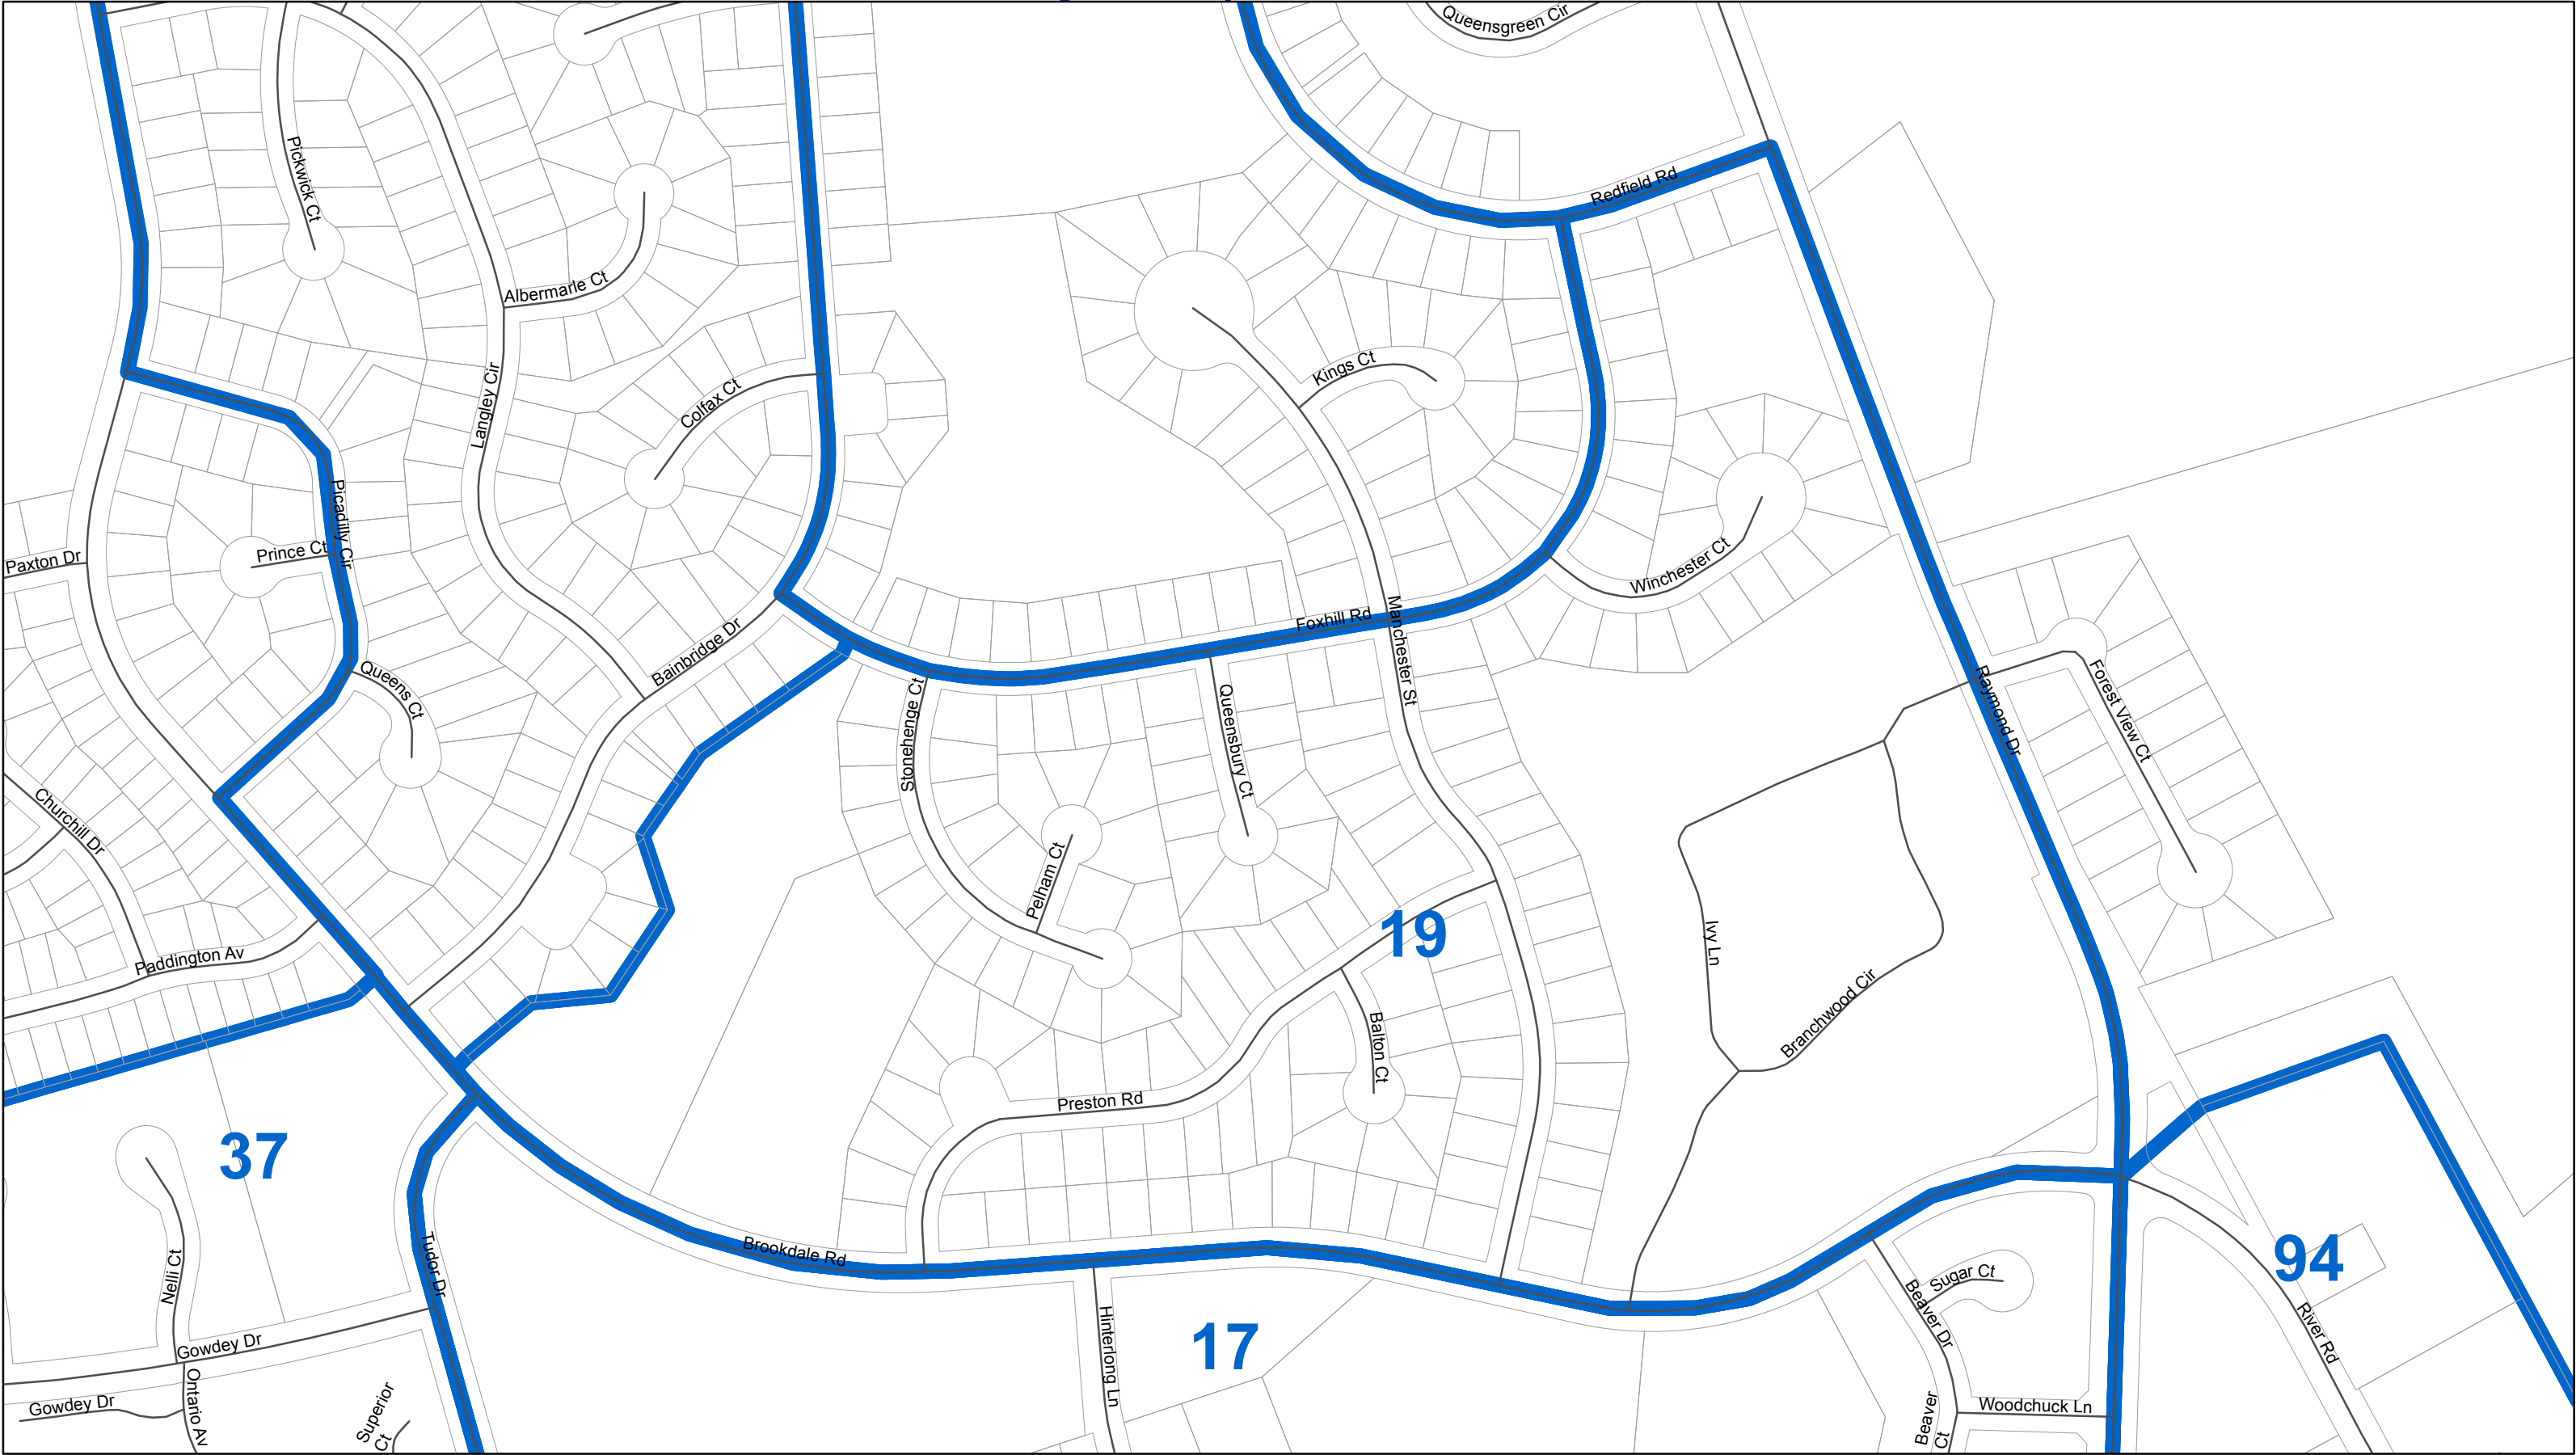 Queensgreen Cir
Pickwick Ct
Redfield Rd
Albermarle Ct
Kings Ct
Colfax Ct
Langley Cir
Picadilly Cir
Prince Ct
Paxton Dr
Winchester Ct
Foxhill Rd
Manchester St
Bainbridge Dr
Queens Ct
Stonehenge Ct
Queensbury Ct
Raymond Dr
Forest View Ct
Churchill Dr
Pelham Ct
19
Ivy Ln
Paddington Av
Branchwood Cir
Balton Ct
Preston Rd
37
Brookdale Rd
Tudor Dr
Nelli Ct
94
Sugar Ct
Beaver Dr
River Rd
17
Hinterlong Ln
Gowdey Dr
Gowdey Dr
Ontario Av
Superior
Ct
Beaver
Ct
Woodchuck Ln